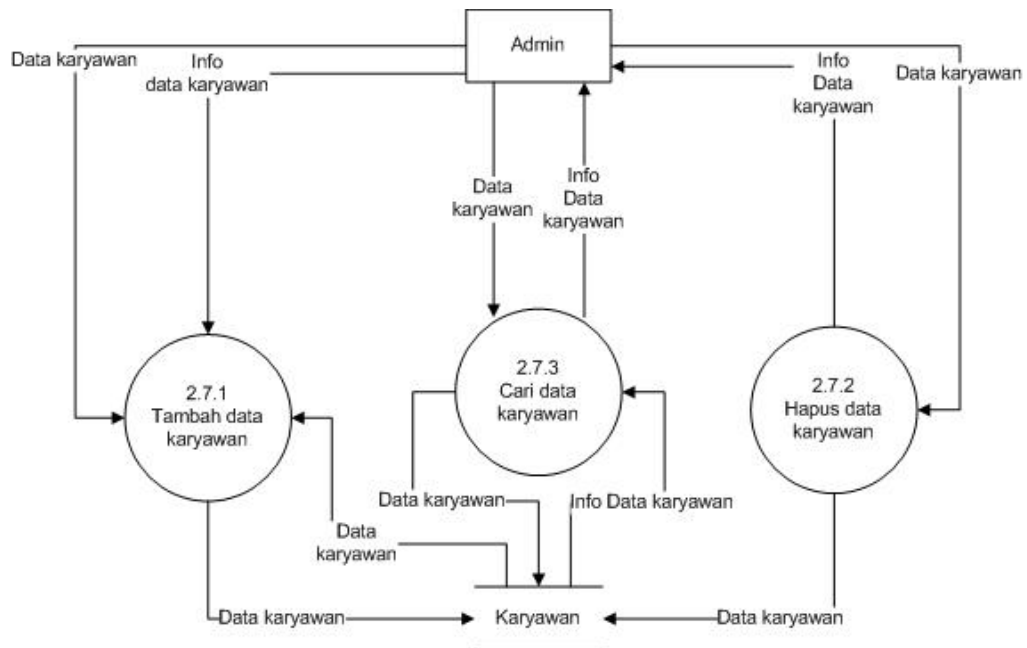 Admin
Data karyawan
Info
data karyawan
Info
Data
karyawan
Data karyawan
Data
karyawan
Info
Data
karyawan
2.7.1
Tambah data
karyawan
2.7.3
Cari data
karyawan
2.7.2
Hapus data
karyawan
Data karyawan
Info Data karyawan
Data
karyawan
Data karyawan
Karyawan
Data karyawan